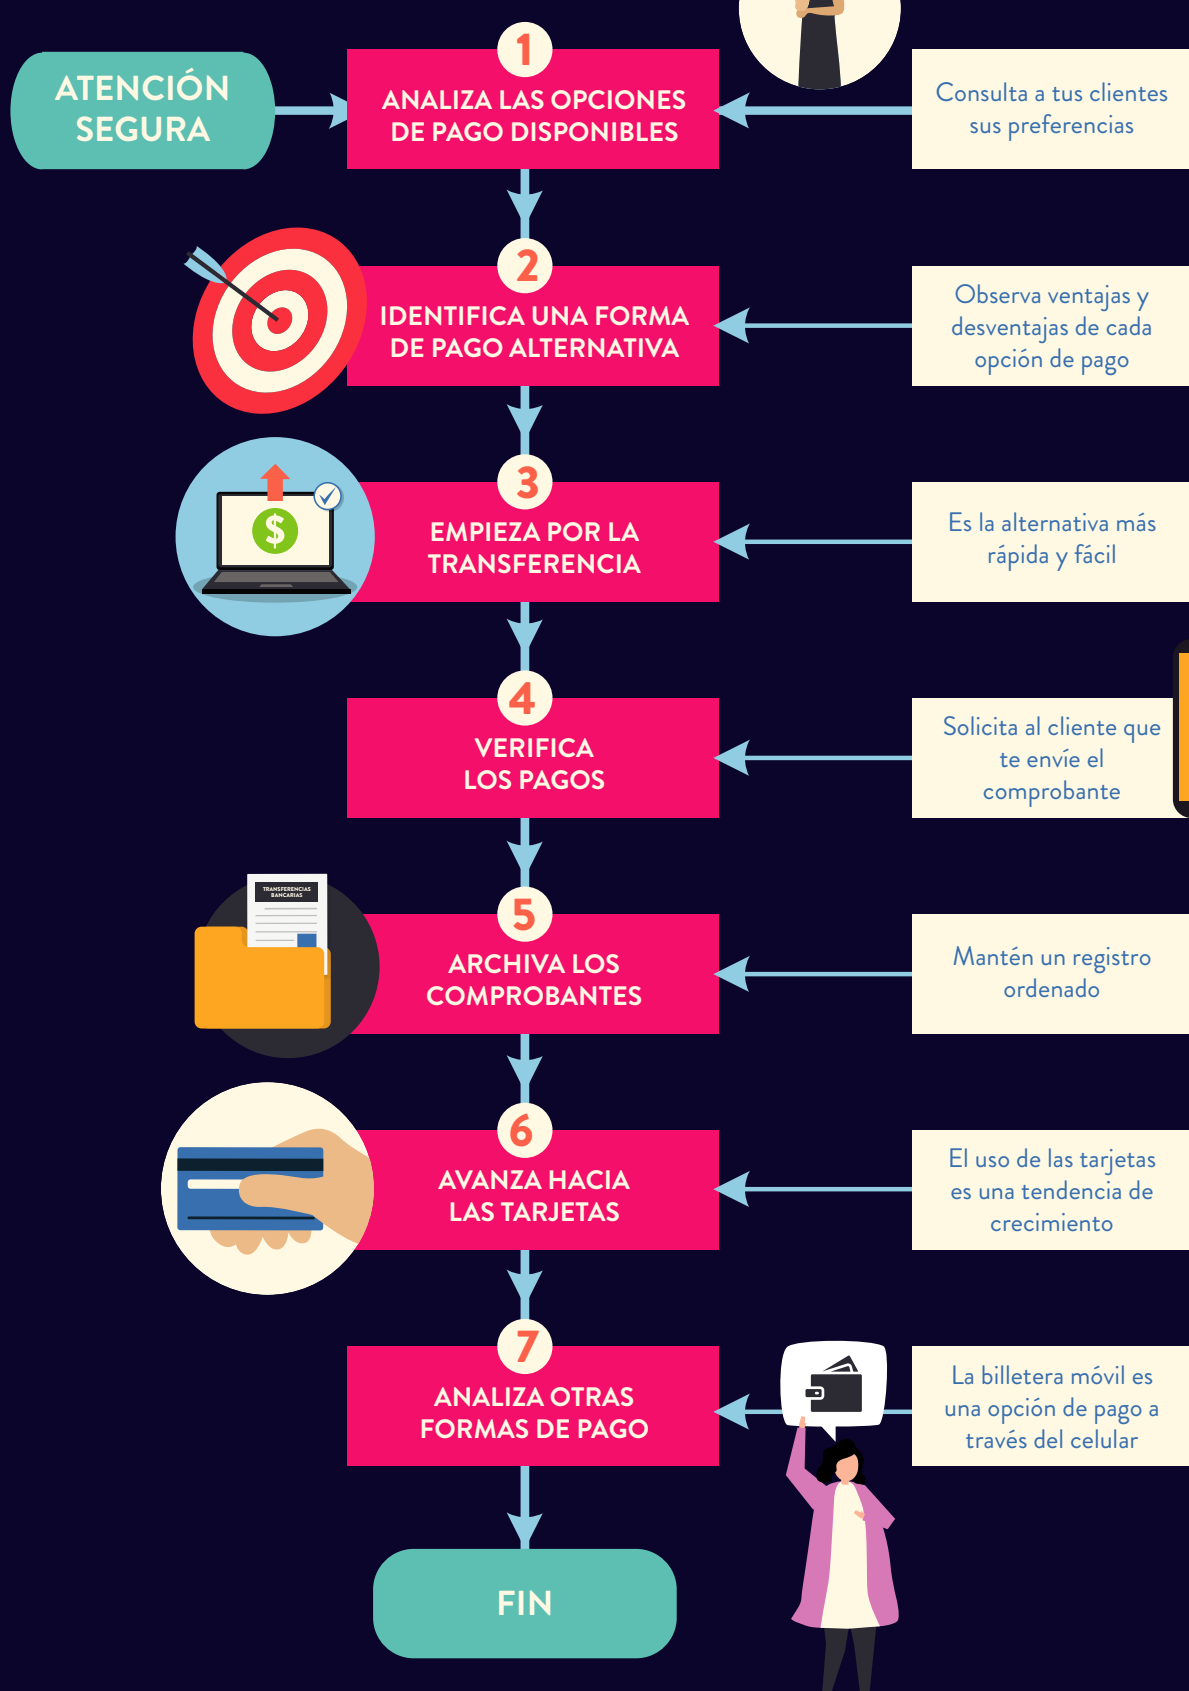 ATENCIÓN
SEGURA
1
ANALIZA LAS OPCIONES
DE PAGO DISPONIBLES
Consulta a tus clientes
sus preferencias
2
IDENTIFICA UNA FORMA
DE PAGO ALTERNATIVA
Observa ventajas y
desventajas de cada
opción de pago
3
EMPIEZA POR LA
TRANSFERENCIA
$
Es la alternativa más
rápida y fácil
4
VERIFICA
LOS PAGOS
Solicita al cliente que
te envíe el
comprobante
TRANSFERENCIAS
BANCARIAS
5
ARCHIVA LOS
COMPROBANTES
Mantén un registro
ordenado
6
AVANZA HACIA
LAS TARJETAS
El uso de las tarjetas
es una tendencia de
crecimiento
7
ANALIZA OTRAS
FORMAS DE PAGO
La billetera móvil es
una opción de pago a
través del celular
FIN